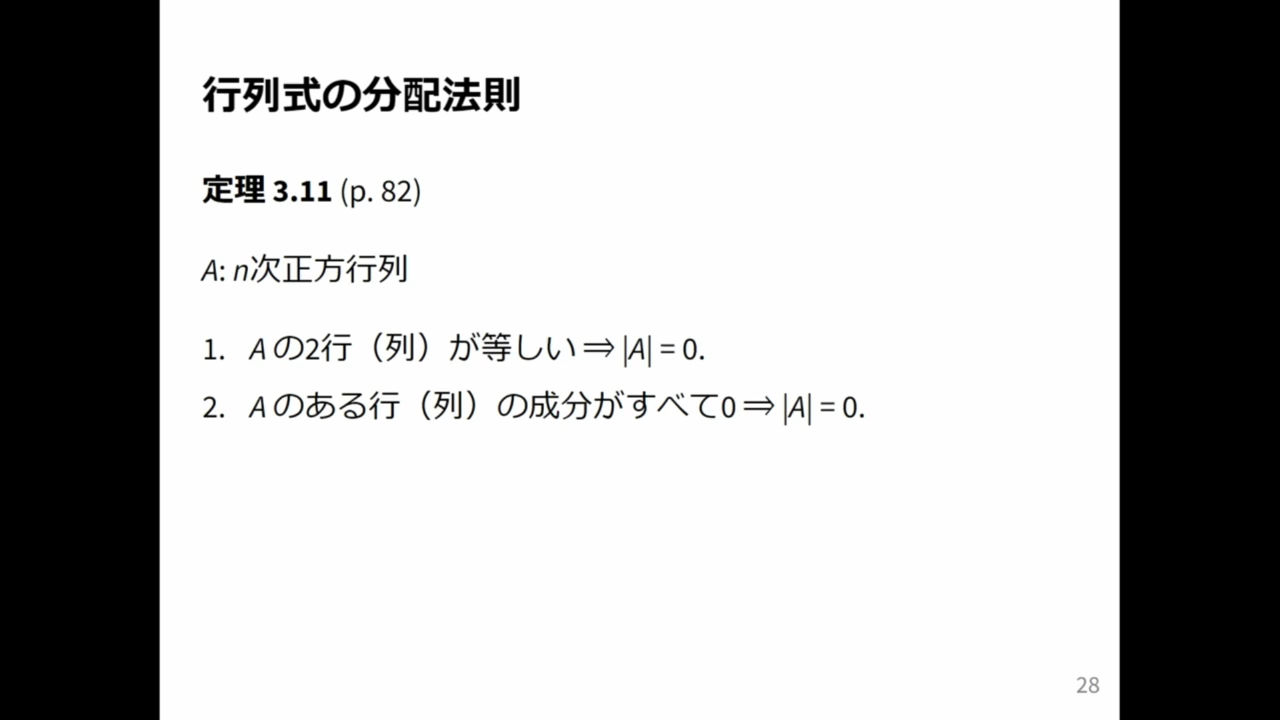 行列式の分配法則
定理 3.11 (p. 82)
A: n次正方行列
1. A の2行（列）が等しい ⇒ |A| = 0.
2. A のある行（列）の成分がすべて0 ⇒ |A| = 0.
28